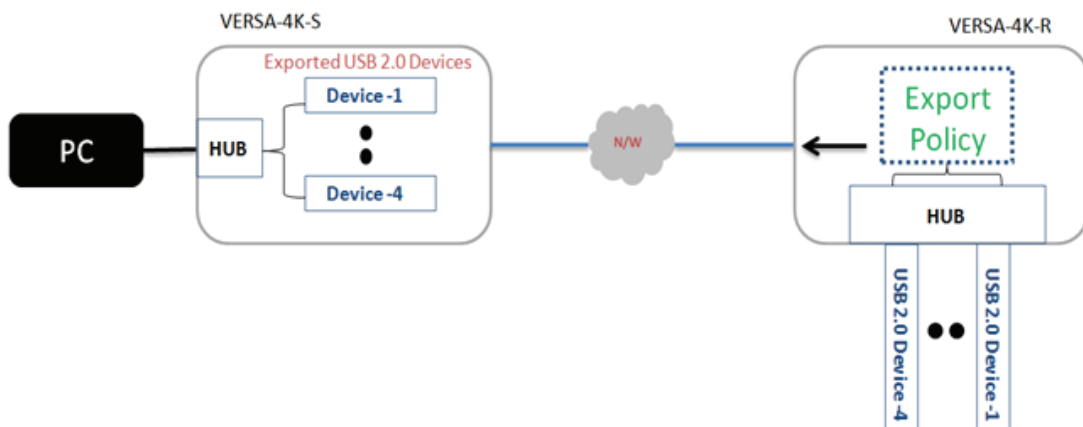 VERSA-4K-S
VERSA-4K-R
Exported USB 2.0 Devices
Device -1
Export
Policy
PC
HUB
N/W
Device -4
HUB
USB 2.0 Device -4
USB 2.0 Device -1